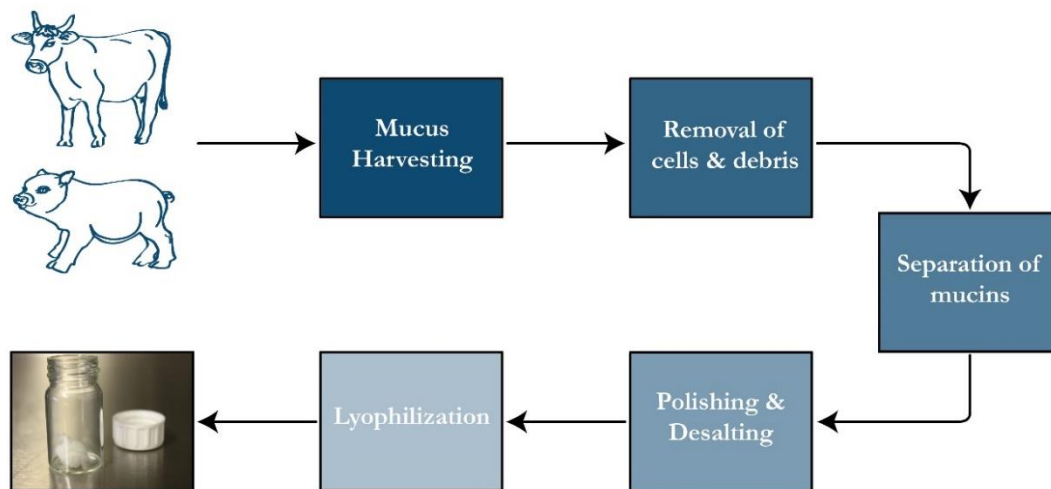 Mucus
Harvesting
Removal of
cells & debris
Separation of
mucins
Polishing &
Desalting
Lyophilization